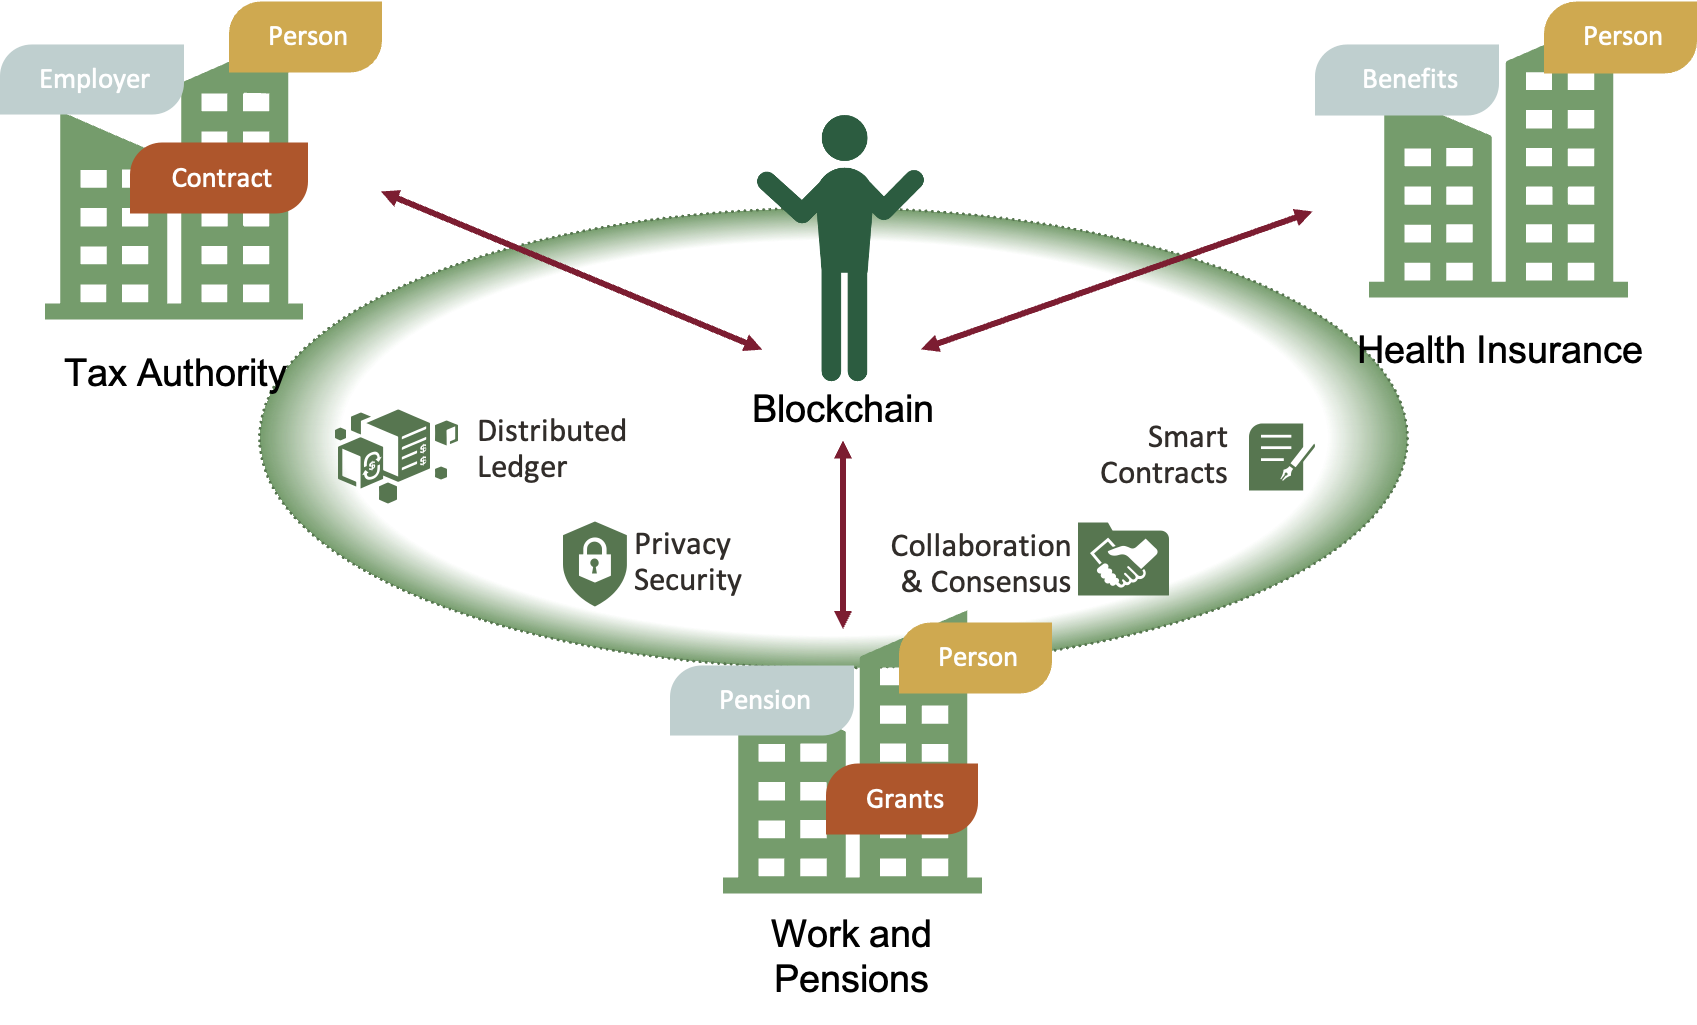 Person
Employer
Contract
Tax Authority
Person
Benefits
Health Insurance
Blockchain
Distributed
Ledger
Smart
Contracts
Privacy
Security
Collaboration
& Consensus
Person
Pension
Grants
Work and
Pensions